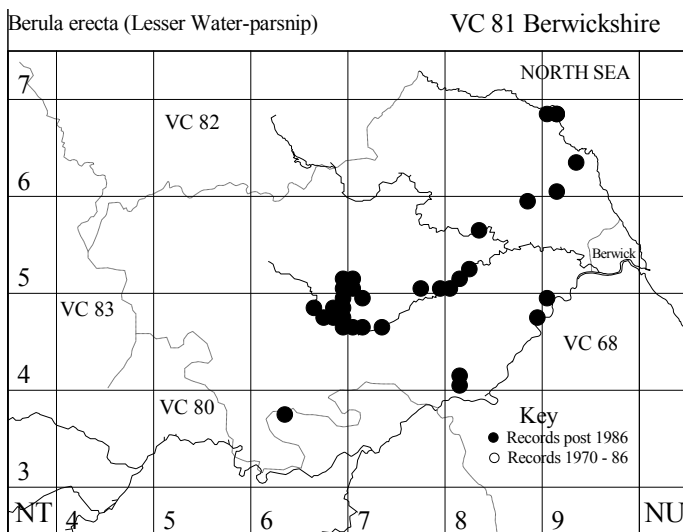 Berula erecta (Lesser Water-parsnip) VC 81 Berwickshire
NORTH SEA
7
VC 82
6
Berwick
5
VC 83
VC 68
4
VC 80
Key
Records post 1986
Records 1970 - 86
3
NT 4 5 6 7 8 9 NU